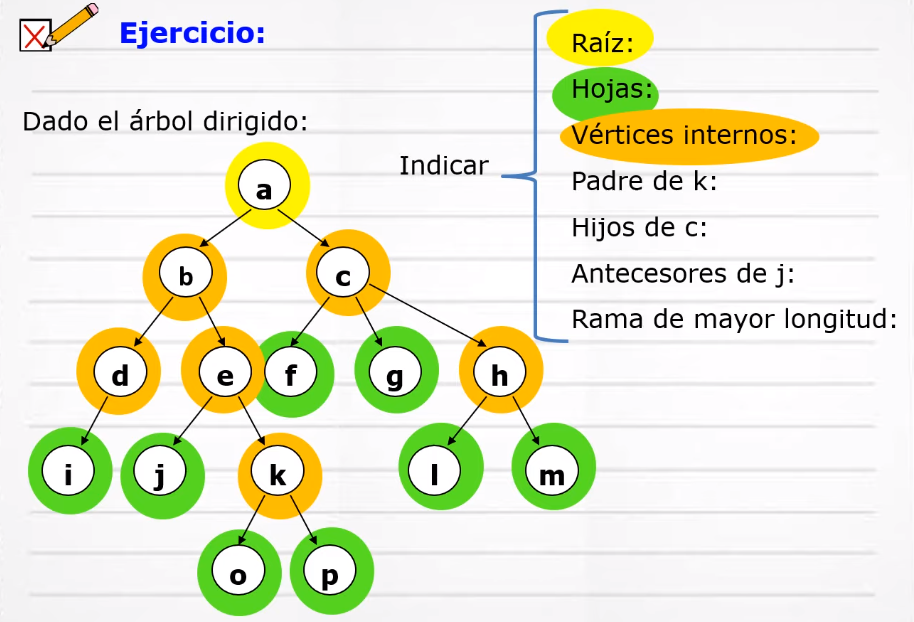 Ejercicio:
Dado el árbol dirigido:
Indicar
Raíz:
Hojas:
Vértices internos:
Padre de k:
Hijos de c:
Antecesores de j:
Rama de mayor longitud:
a
b c
d e f g h
i j k l m
o p